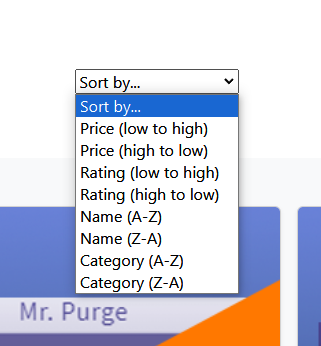 Sort by...
Sort by...
Price (low to high)
Price (high to low)
Rating (low to high)
Rating (high to low)
Name (A-Z)
Name (Z-A)
Category (A-Z)
Category (Z-A)
Mr. Purge